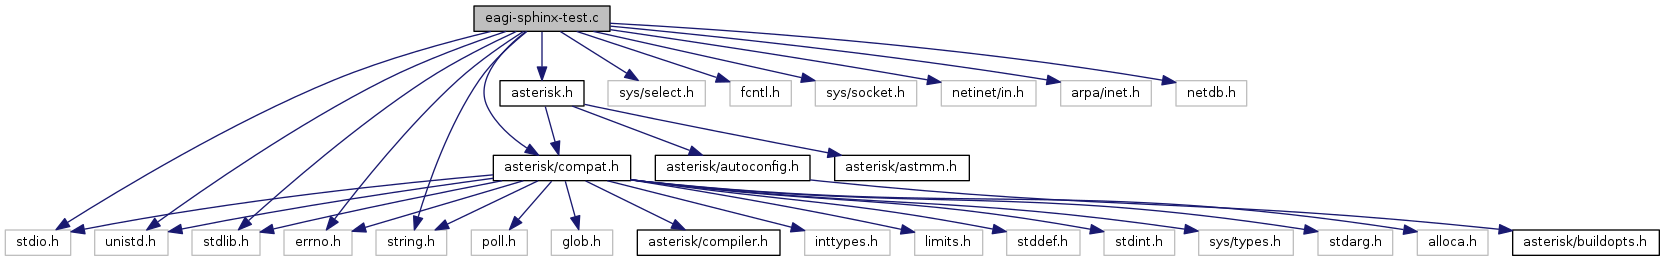 eagi-sphinx-test.c
asterisk.h
sys/select.h
fcntl.h
sys/socket.h
netinet/in.h
arpa/inet.h
netdb.h
asterisk/compat.h
asterisk/autoconfig.h
asterisk/astmm.h
stdio.h
unistd.h
stdlib.h
errno.h
string.h
poll.h
glob.h
asterisk/compiler.h
inttypes.h
limits.h
stddef.h
stdint.h
sys/types.h
stdarg.h
alloca.h
asterisk/buildopts.h